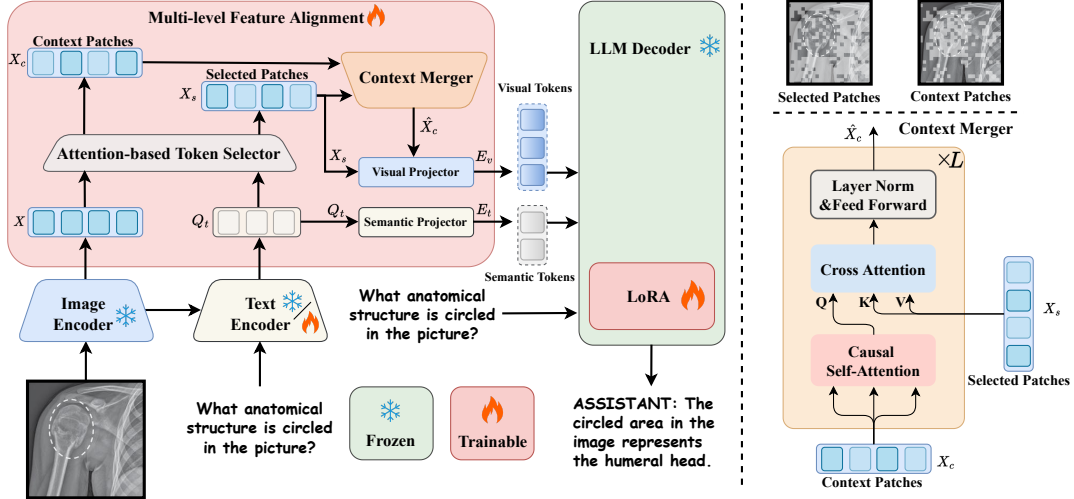 Multi-level Feature Alignment
Context Patches
X_c
Selected Patches
X_s
Context Merger
X̂_c
Attention-based Token Selector
X_s
Visual Projector
E_v
Visual Tokens
X
Q_t
Q_t
Semantic Projector
E_t
Semantic Tokens
Image
Encoder
Text
Encoder
What anatomical
structure is circled
in the picture?
What anatomical
structure is circled
in the picture?
Frozen
Trainable
LLM Decoder
LoRA
ASSISTANT: The
circled area in the
image represents
the humeral head.
Selected Patches
Context Patches
X̂_c
Context Merger
×L
Layer Norm
&Feed Forward
Cross Attention
Q
K
V
X_s
Selected Patches
Causal
Self-Attention
X_c
Context Patches